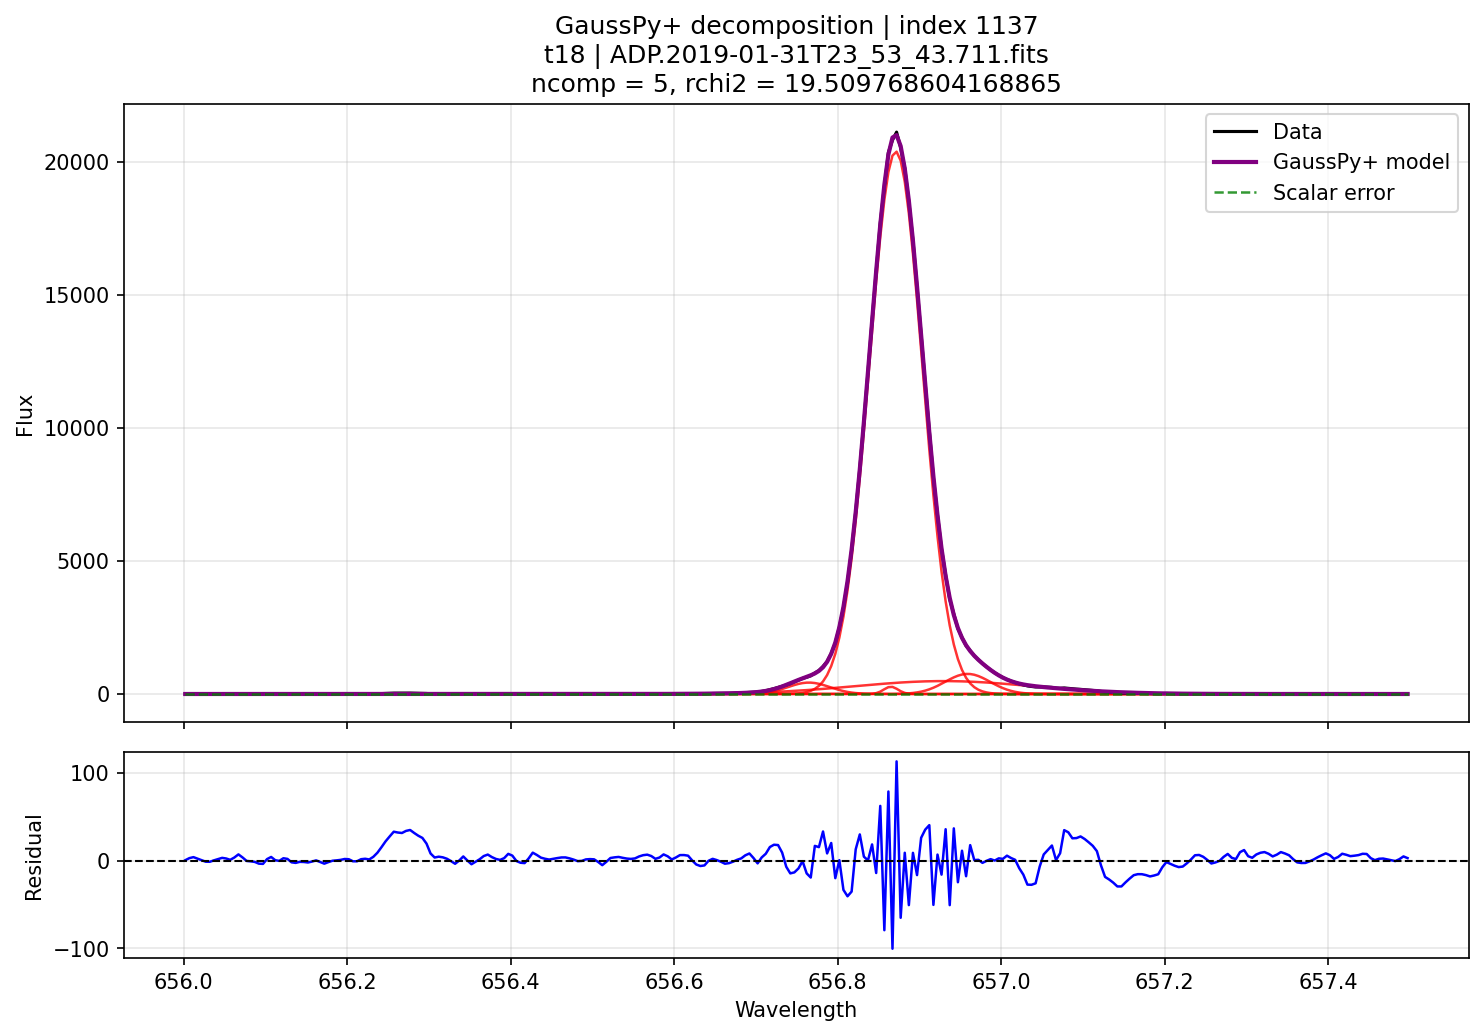 GaussPy+ decomposition | index 1137
t18 | ADP.2019-01-31T23_53_43.711.fits
ncomp = 5, rchi2 = 19.509768604168865
Data
GaussPy+ model
Scalar error
20000
15000
10000
5000
0
Flux
100
0
−100
Residual
656.0 656.2 656.4 656.6 656.8 657.0 657.2 657.4
Wavelength